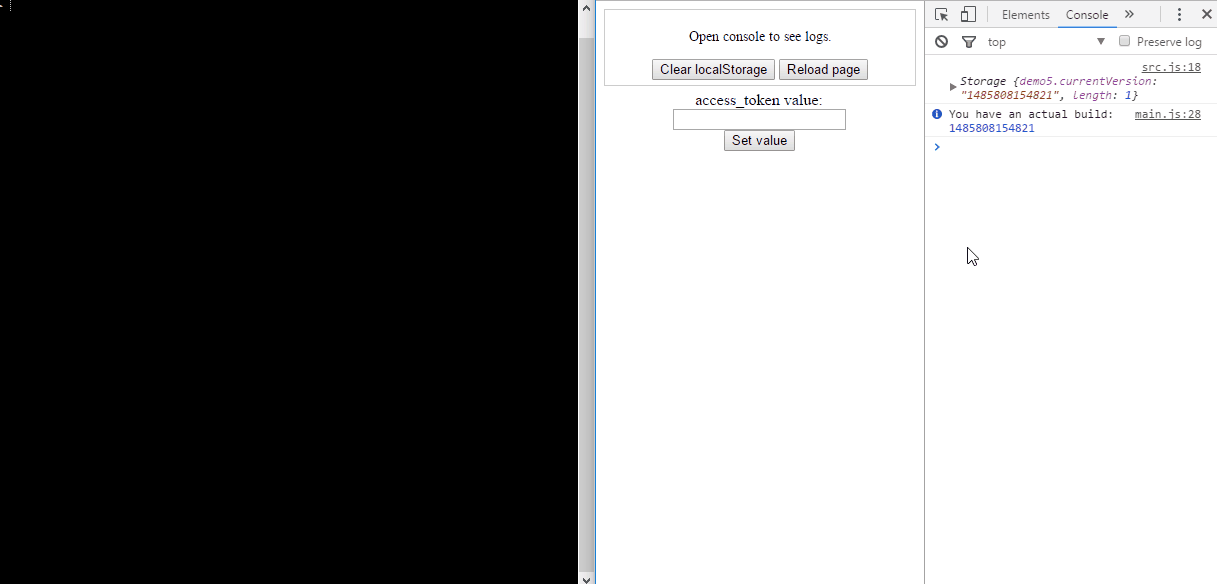 Open console to see logs.
Clear localStorage Reload page
access_token value:
Set value
Elements Console »
top Preserve log
src.js:18
Storage {demo5.currentVersion:
"1485808154821", length: 1}
You have an actual build: main.js:28
1485808154821